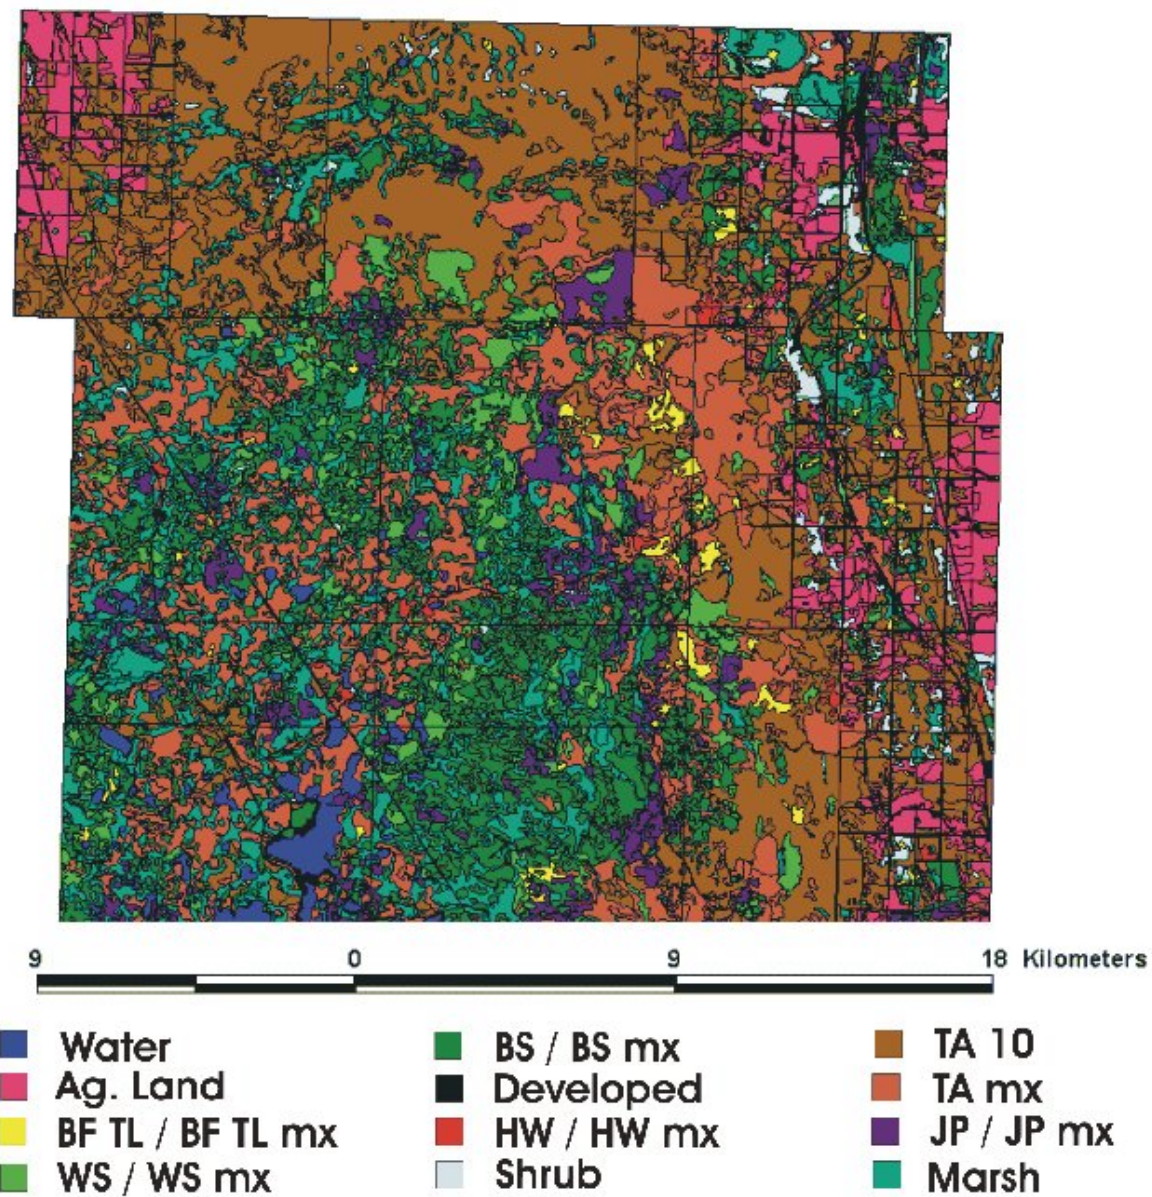 9 0 9 18 Kilometers
Water BS / BS mx TA 10
Ag. Land Developed TA mx
BF TL / BF TL mx HW / HW mx JP / JP mx
WS / WS mx Shrub Marsh